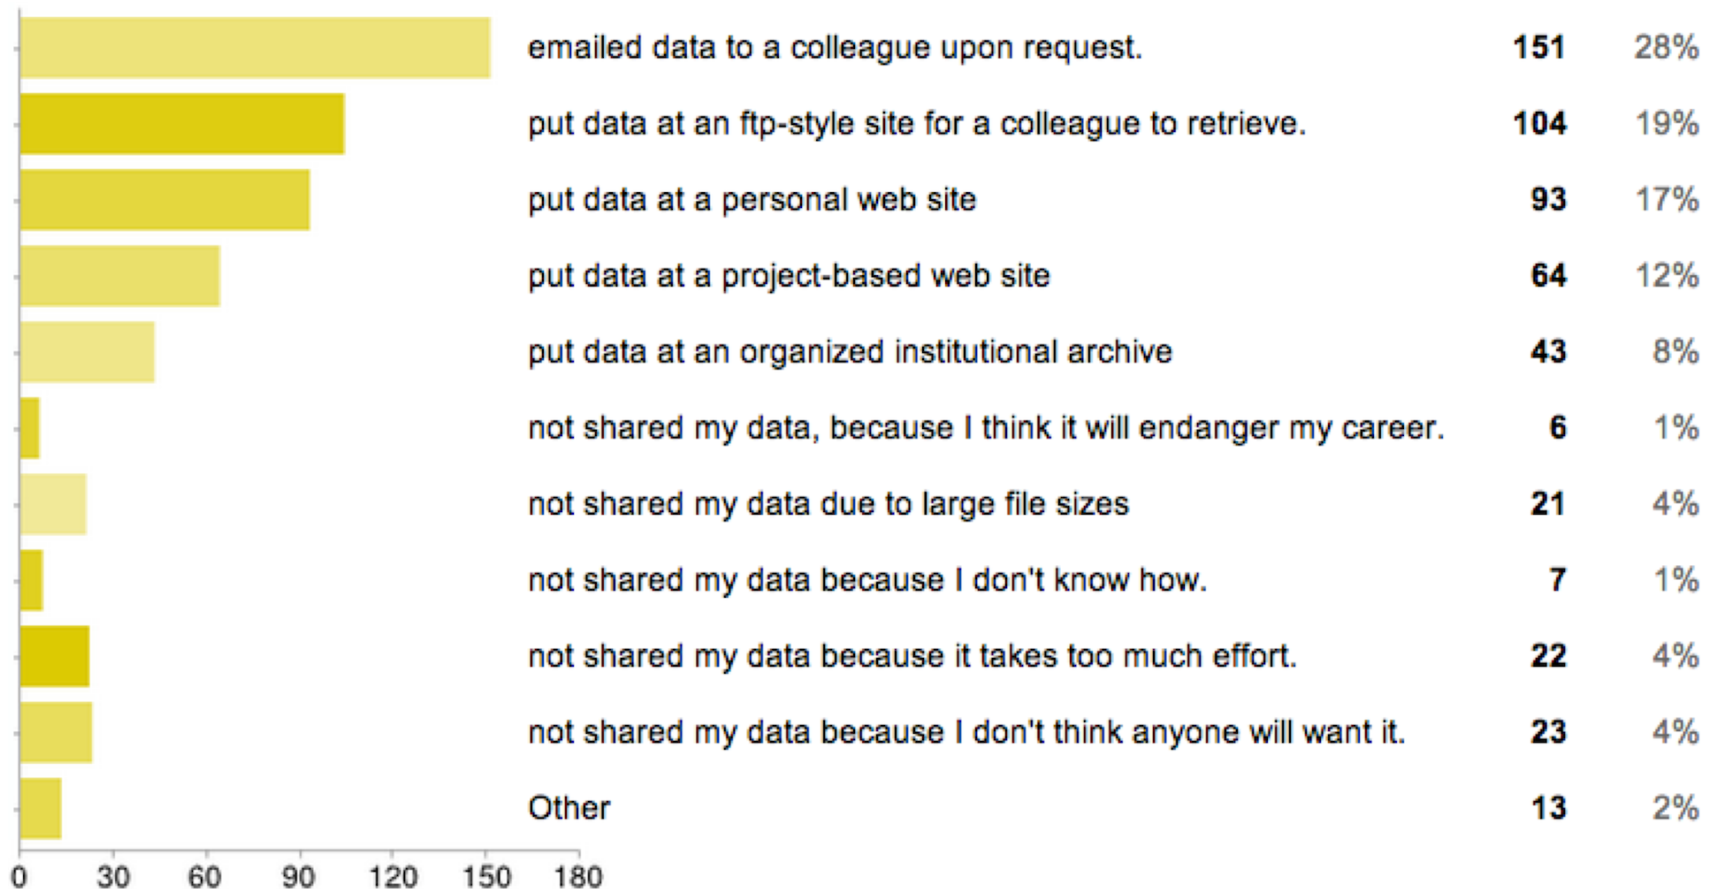 emailed data to a colleague upon request. 151 28%
put data at an ftp-style site for a colleague to retrieve. 104 19%
put data at a personal web site 93 17%
put data at a project-based web site 64 12%
put data at an organized institutional archive 43 8%
not shared my data, because I think it will endanger my career. 6 1%
not shared my data due to large file sizes 21 4%
not shared my data because I don't know how. 7 1%
not shared my data because it takes too much effort. 22 4%
not shared my data because I don't think anyone will want it. 23 4%
Other 13 2%
0 30 60 90 120 150 180